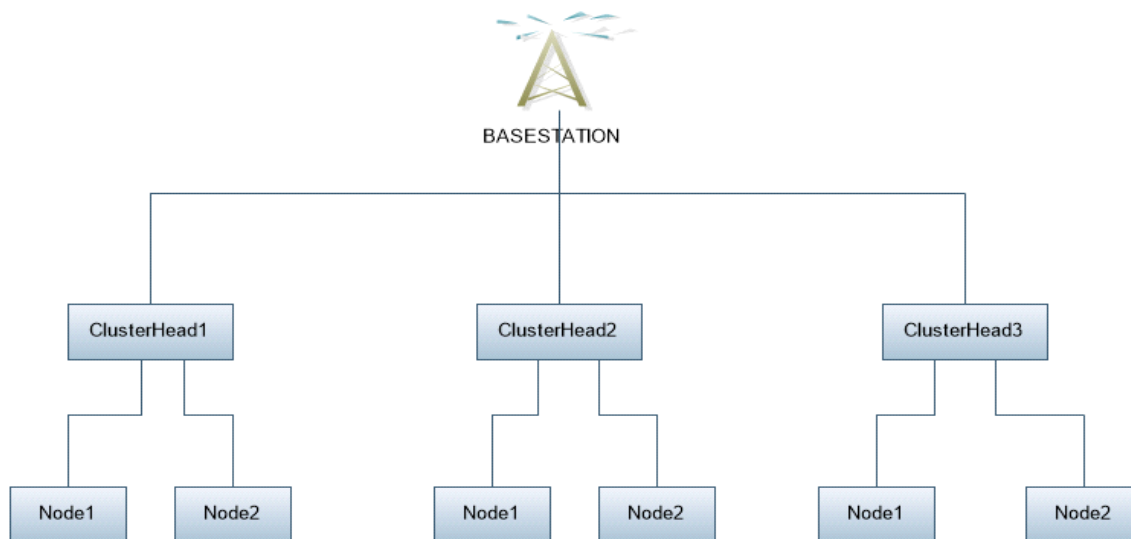 BASESTATION
ClusterHead1
ClusterHead2
ClusterHead3
Node1
Node2
Node1
Node2
Node1
Node2